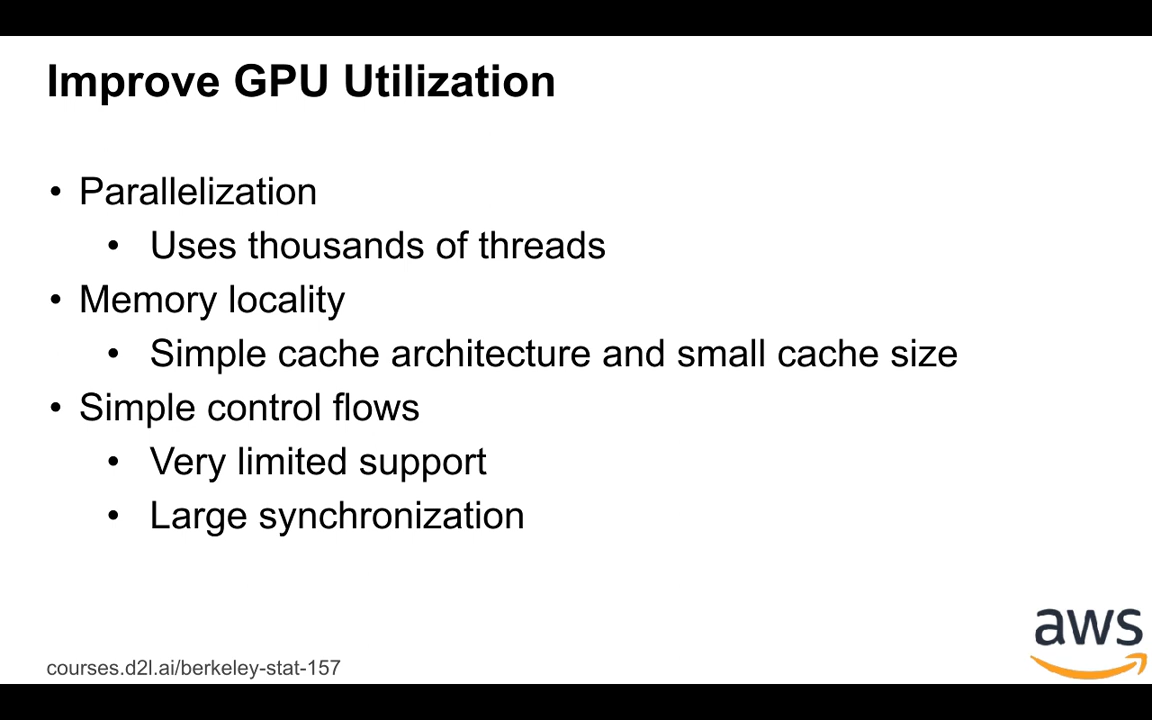 Improve GPU Utilization
• Parallelization
• Uses thousands of threads
• Memory locality
• Simple cache architecture and small cache size
• Simple control flows
• Very limited support
• Large synchronization
aws
courses.d2l.ai/berkeley-stat-157